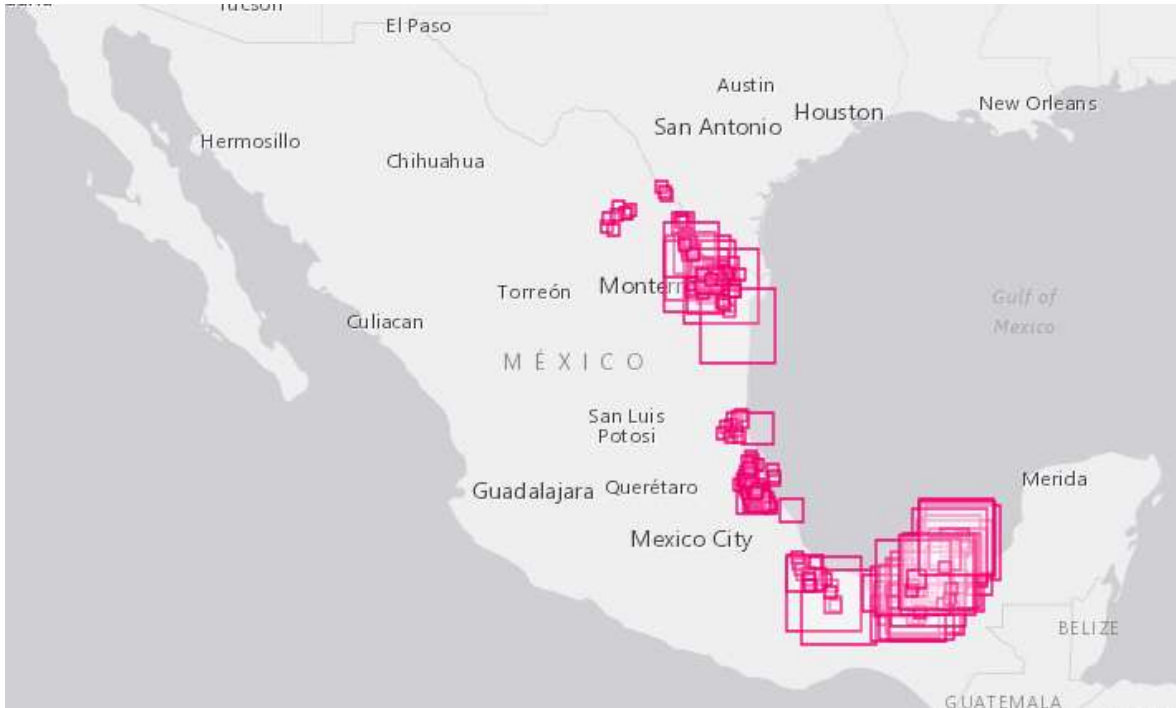 Tucson
El Paso
Austin
Houston
New Orleans
San Antonio
Hermosillo
Chihuahua
Torreón
Monterr
Gulf of
Mexico
Culiacan
MÉXICO
San Luis
Potosi
Merida
Guadalajara
Querétaro
Mexico City
BELIZE
GUATEMALA